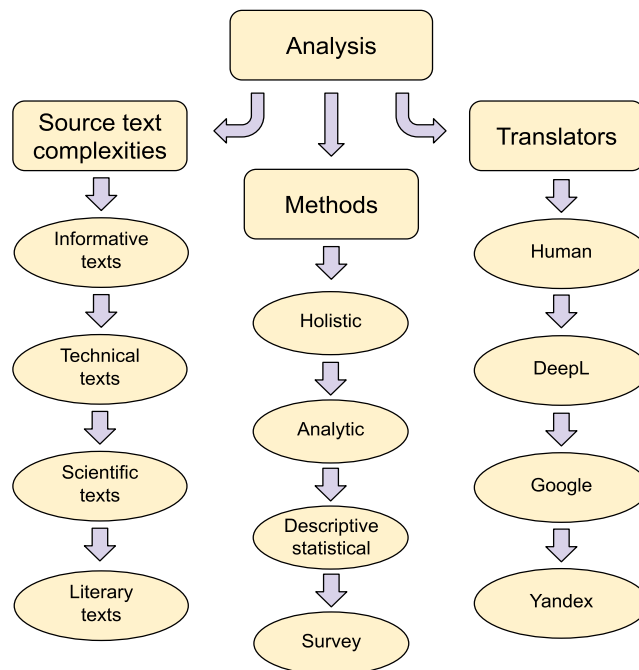 Analysis
Source text
complexities
Informative
texts
Technical
texts
Scientific
texts
Literary
texts
Methods
Holistic
Analytic
Descriptive
statistical
Survey
Translators
Human
DeepL
Google
Yandex